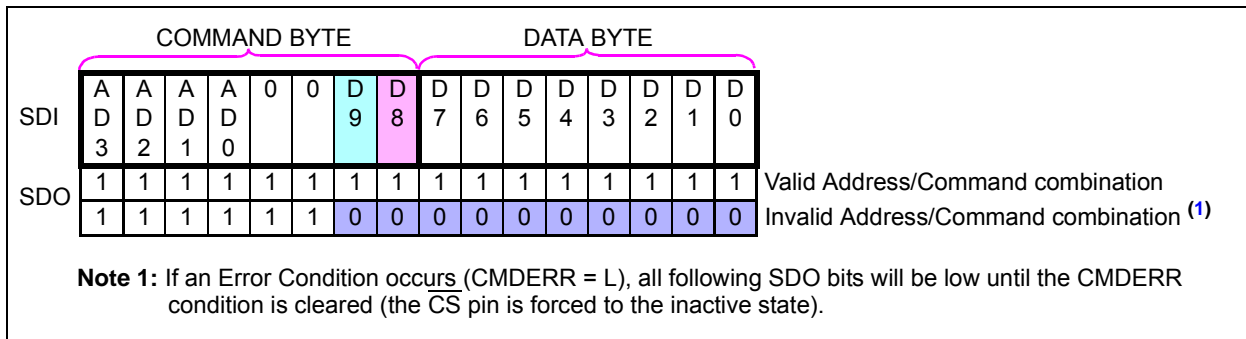 COMMAND BYTE DATA BYTE
SDI A A A A 0 0 D D D D D D D D D D
D D D D 9 8 7 6 5 4 3 2 1 0
3 2 1 0
SDO 1 1 1 1 1 1 1 1 1 1 1 1 1 1 1 1 Valid Address/Command combination
1 1 1 1 1 1 0 0 0 0 0 0 0 0 0 0 Invalid Address/Command combination (1)
Note 1: If an Error Condition occurs (CMDERR = L), all following SDO bits will be low until the CMDERR
condition is cleared (the CS pin is forced to the inactive state).